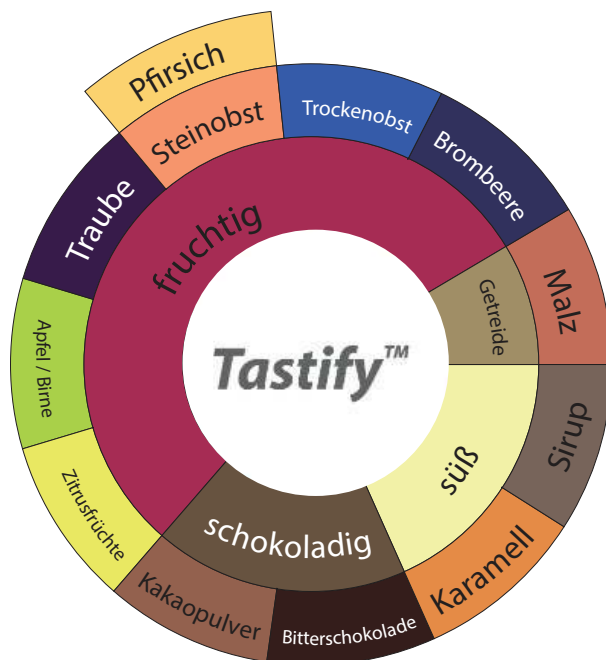 Pfirsich
Steinobst
Trockenobst
Brombeere
Traube
fruchtig
Malz
Getreide
Apfel / Birne
Tastify™
Sirup
süß
Zitrusfrüchte
schokoladig
Karamell
Kakaopulver
Bitterschokolade